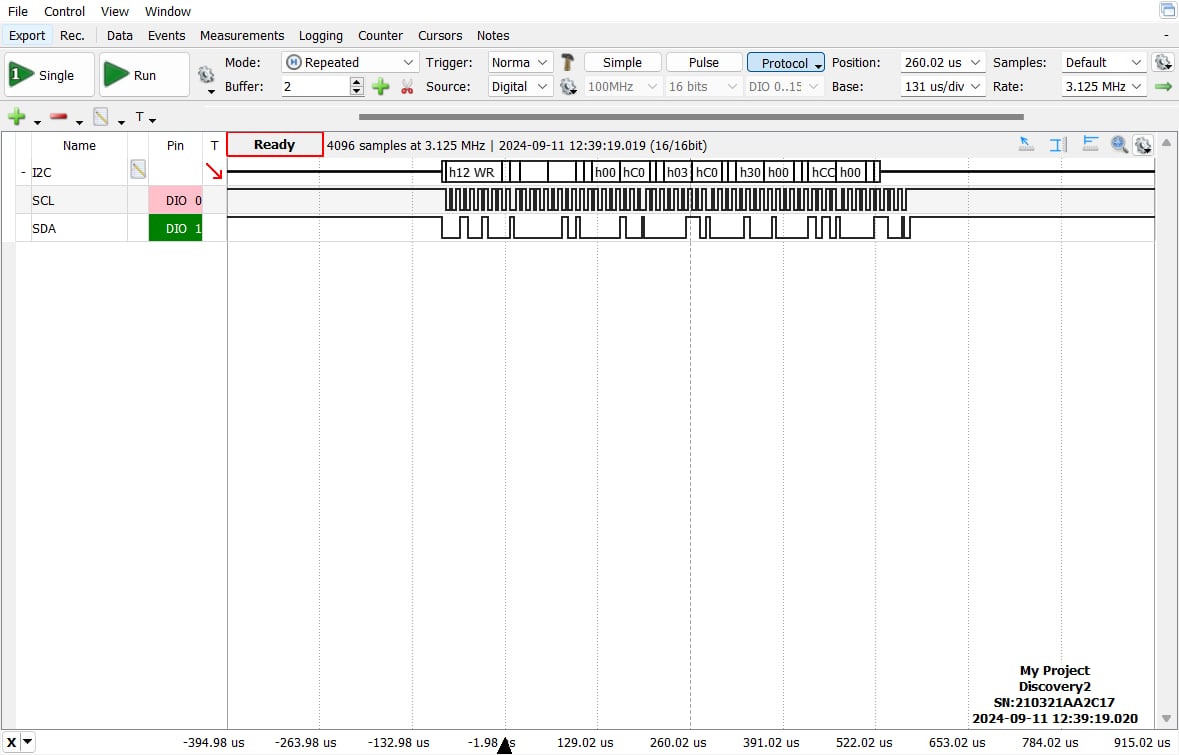 File Control View Window
Export Rec. Data Events Measurements Logging Counter Cursors Notes -
1 Single Run Mode: Repeated Trigger: Norma Simple Pulse Protocol Position: 260.02 us Samples: Default
Buffer: 2 Source: Digital 100MHz 16 bits DIO 0..15 Base: 131 us/div Rate: 3.125 MHz
T
Name Pin T Ready 4096 samples at 3.125 MHz | 2024-09-11 12:39:19.019 (16/16bit)
- I2C h12 WR h00 hC0 h03 hC0 h30 h00 hCC h00
SCL DIO 0
SDA DIO 1
My Project
Discovery2
SN:210321AA2C17
2024-09-11 12:39:19.020
X -394.98 us -263.98 us -132.98 us -1.98 us 129.02 us 260.02 us 391.02 us 522.02 us 653.02 us 784.02 us 915.02 us